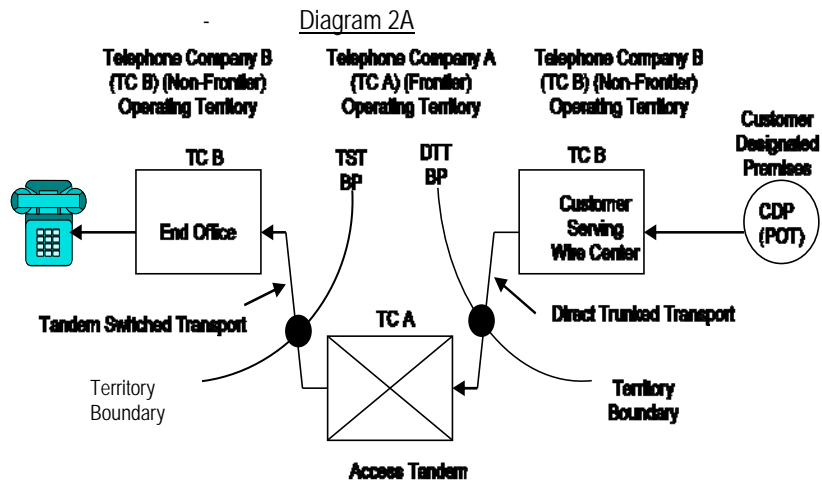 - Diagram 2A
Telephone Company B
(TC B) (Non-Frontier)
Operating Territory
Telephone Company A
(TC A) (Frontier)
Operating Territory
Telephone Company B
(TC B) (Non-Frontier)
Operating Territory
Customer
Designated
Premises
TC B
TST
BP
DTT
BP
TC B
End Office
Customer
Serving
Wire Center
CDP
(POT)
Tandem Switched Transport
TC A
Direct Trunked Transport
Territory
Boundary
Territory
Boundary
Access Tandem